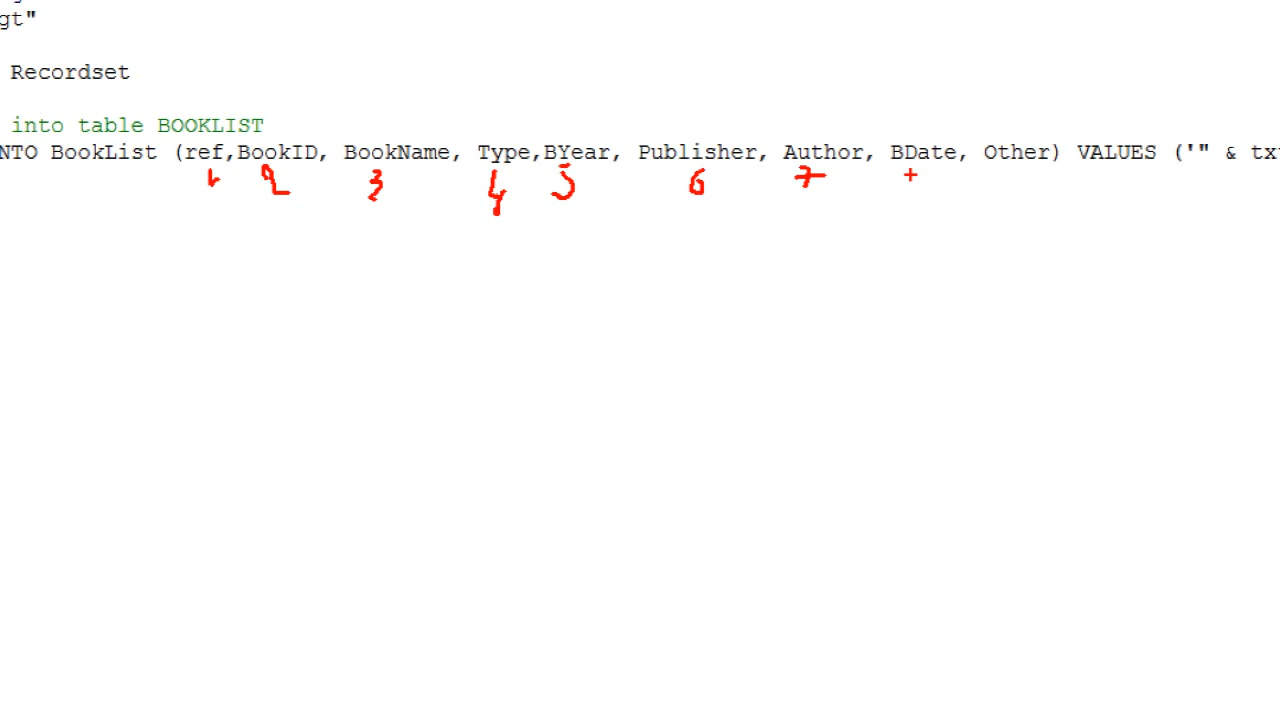 gt"
Recordset
into table BOOKLIST
NTO BookList (ref,BookID, BookName, Type,BYear, Publisher, Author, BDate, Other) VALUES ('" & tx
1 2 3 4 5 6 7 +